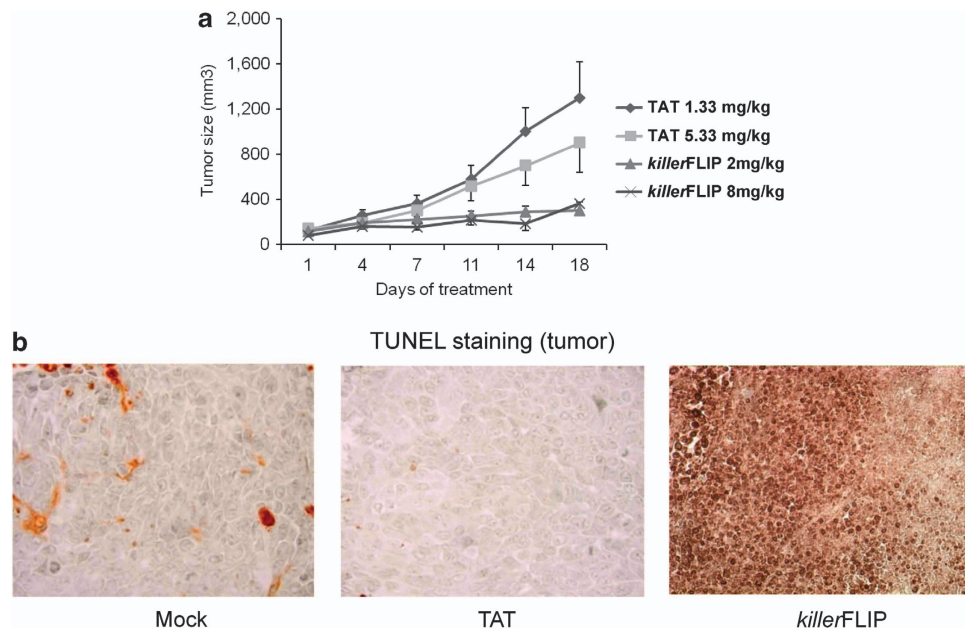 a
2,000
1,600
1,200
800
400
0
Tumor size (mm3)
1 4 7 11 14 18
Days of treatment
TAT 1.33 mg/kg
TAT 5.33 mg/kg
killerFLIP 2mg/kg
killerFLIP 8mg/kg
b
TUNEL staining (tumor)
Mock TAT killerFLIP